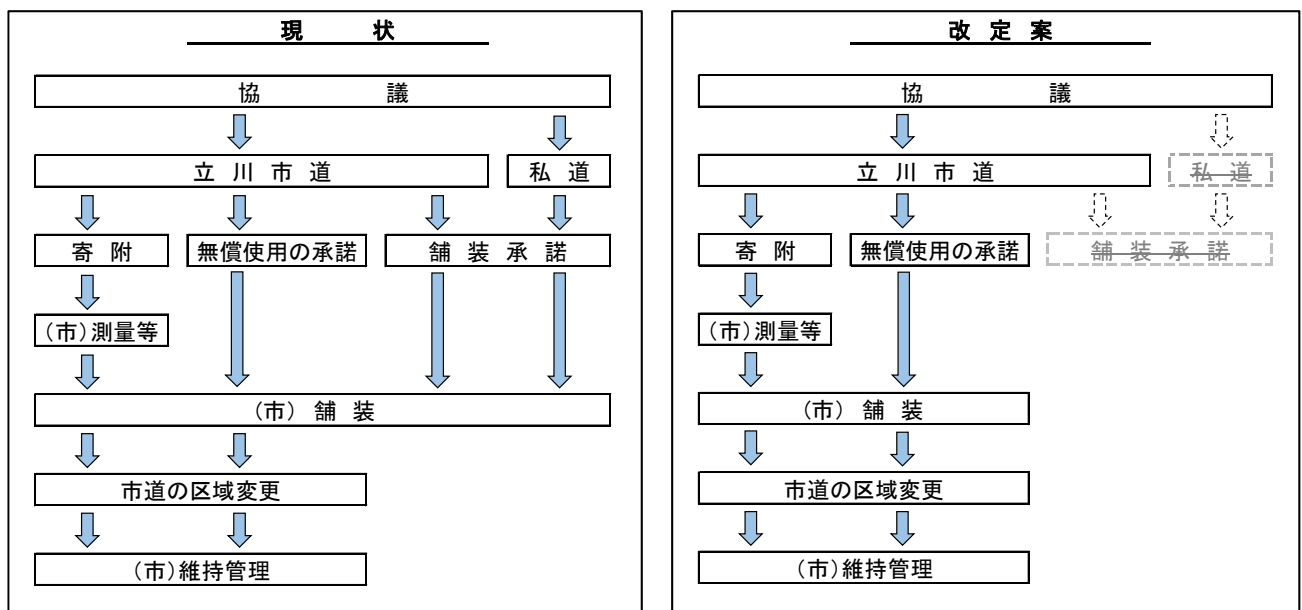 現 状
協 議
立 川 市 道 私 道
寄 附 無償使用の承諾 舗 装 承 諾
(市)測量等
(市) 舗 装
市道の区域変更
(市)維持管理
改 定 案
協 議
立 川 市 道 私 道
寄 附 無償使用の承諾 舗 装 承 諾
(市)測量等
(市) 舗 装
市道の区域変更
(市)維持管理